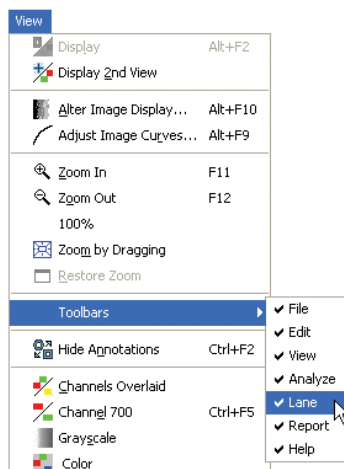 View
Display Alt+F2
Display 2nd View
Alter Image Display... Alt+F10
Adjust Image Curves... Alt+F9
Zoom In F11
Zoom Out F12
100%
Zoom by Dragging
Restore Zoom
Toolbars
Hide Annotations Ctrl+F2
Channels Overlaid
Channel 700 Ctrl+F5
Grayscale
Color
File
Edit
View
Analyze
Lane
Report
Help